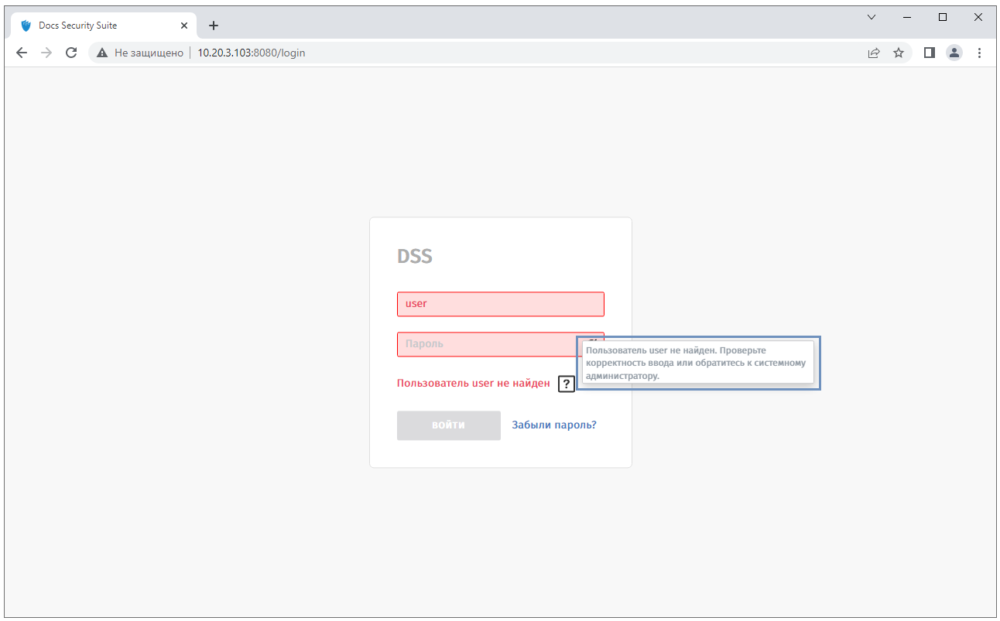 Docs Security Suite
Не защищено 10.20.3.103:8080/login
DSS
user
Пароль
Пользователь user не найден. Проверьте
корректность ввода или обратитесь к системному
администратору.
Пользователь user не найден ?
ВОЙТИ Забыли пароль?